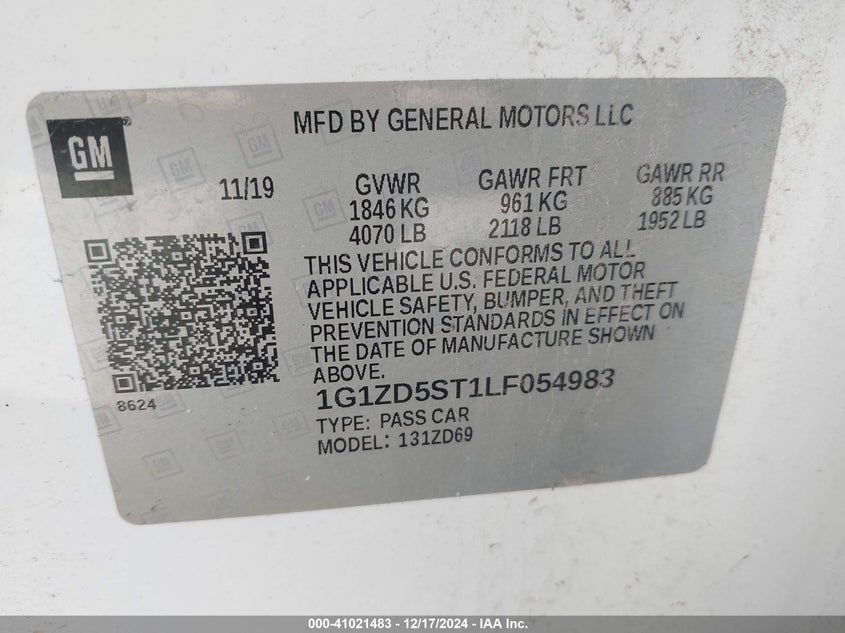 MFD BY GENERAL MOTORS LLC
GM®
11/19 GVWR GAWR FRT GAWR RR
1846 KG 961 KG 885 KG
4070 LB 2118 LB 1952 LB
THIS VEHICLE CONFORMS TO ALL
APPLICABLE U.S. FEDERAL MOTOR
VEHICLE SAFETY, BUMPER, AND THEFT
PREVENTION STANDARDS IN EFFECT ON
THE DATE OF MANUFACTURE SHOWN
ABOVE.
8624
1G1ZD5ST1LF054983
TYPE: PASS CAR
MODEL: 131ZD69
000-41021483 - 12/17/2024 - IAA Inc.